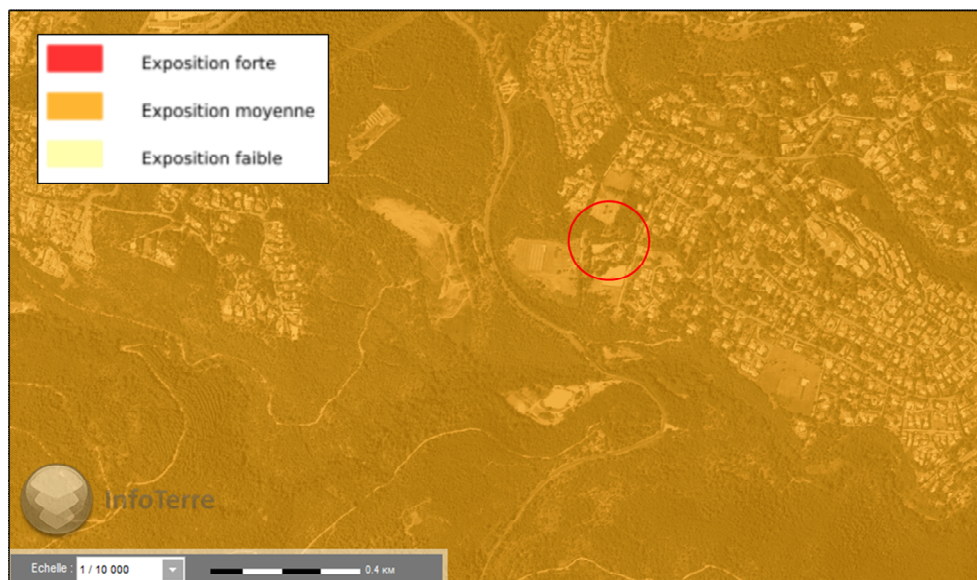 Exposition forte
Exposition moyenne
Exposition faible
InfoTerre
Echelle : 1 / 10 000
0.4 KM